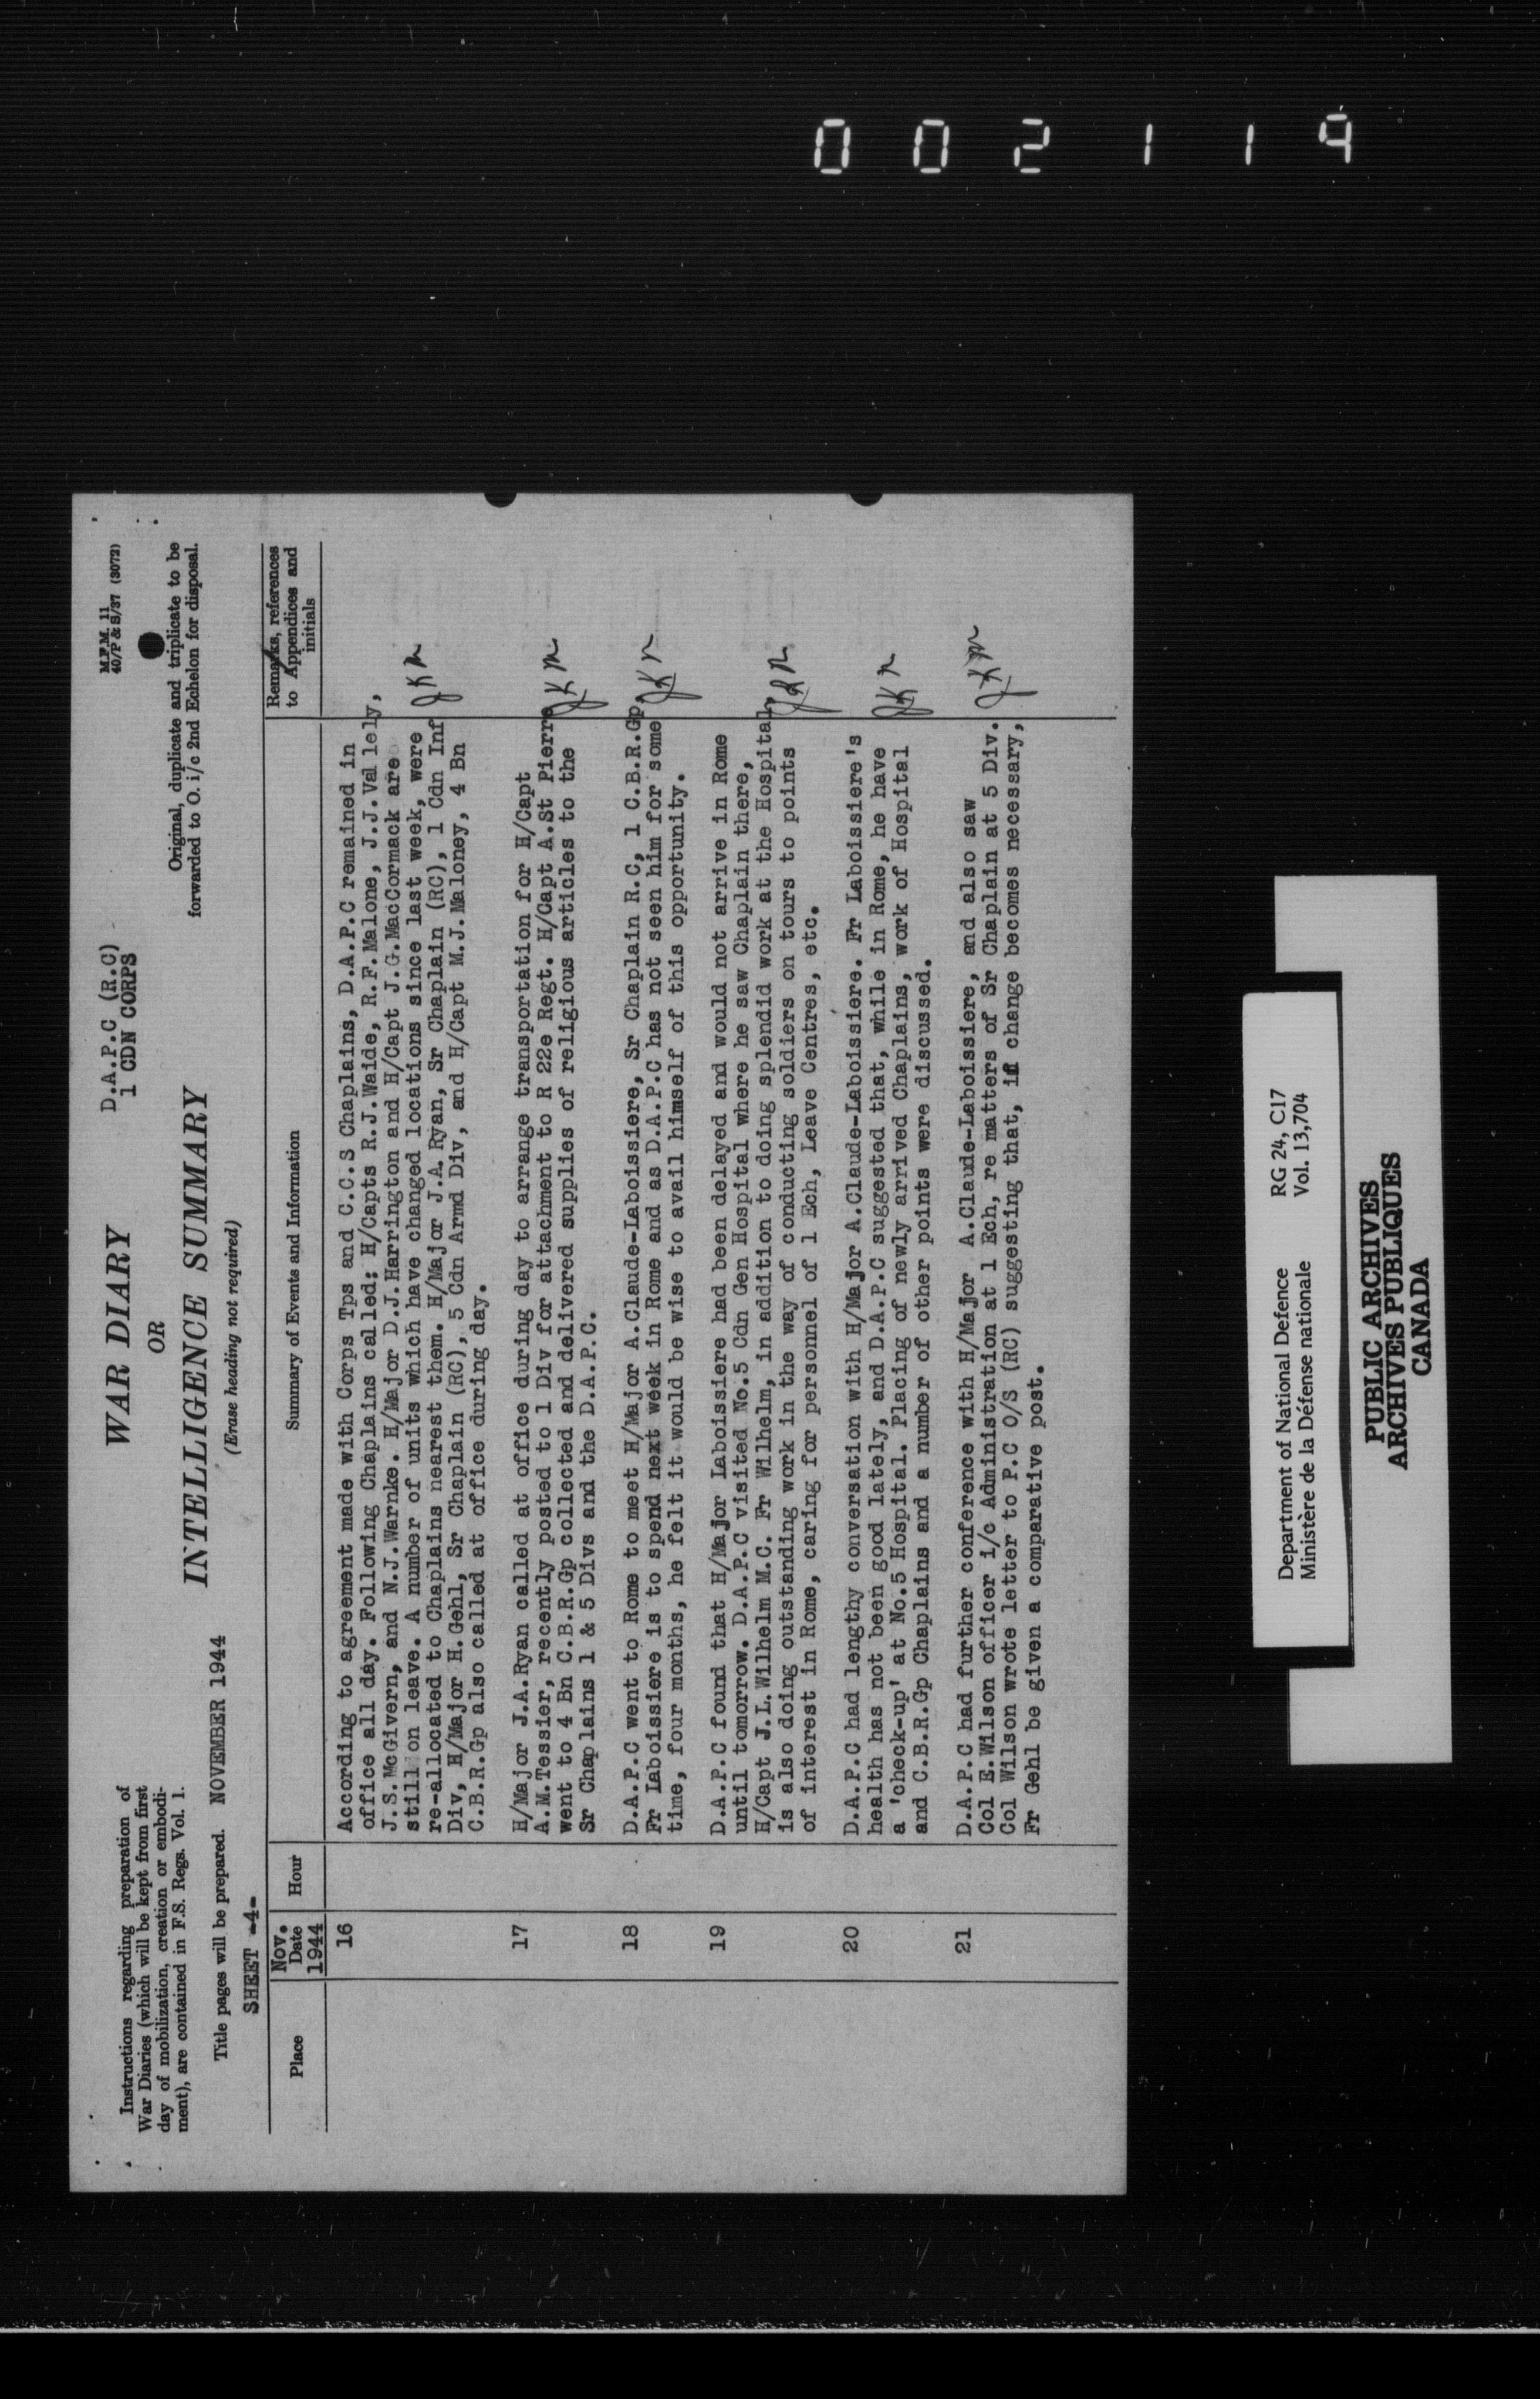 002119
Instructions regarding preparation of
War Diaries (which will be kept from first
day of mobilization, creation or embodi-
ment), are contained in F.S. Regs. Vol. 1.
Title pages will be prepared. NOVEMBER 1944
SHEET -4-
WAR DIARY
OR
INTELLIGENCE SUMMARY
(Erase heading not required)
D.A.P.C (R.C)
1 CDN CORPS
M.F.M. 11
40/P & S/37 (3072)
Original, duplicate and triplicate to be
forwarded to O. i/c 2nd Echelon for disposal.
Place
Nov.
Date
1944
Hour
Summary of Events and Information
Remarks, references
to Appendices and
initials
16 According to agreement made with Corps Tps and C.C.S Chaplains, D.A.P.C remained in
office all day. Following Chaplains called; H/Capts R.J.Waide, R.F.Malone, J.J.Vallely,
J.S.McGivern, and N.J.Warnke. H/Major D.J.Harrington and H/Capt J.G.MacCormack are
still on leave. A number of units which have changed locations since last week, were
re-allocated to Chaplains nearest them. H/Major J.A.Ryan, Sr Chaplain (RC), 1 Cdn Inf
Div, H/Major H.Gehl, Sr Chaplain (RC), 5 Cdn Armd Div, and H/Capt M.J.Maloney, 4 Bn
C.B.R.Gp also called at office during day.
17 H/Major J.A.Ryan called at office during day to arrange transportation for H/Capt
A.M.Tessier, recently posted to 1 Div for attachment to R 22e Regt. H/Capt A.St Pierre
went to 4 Bn C.B.R.Gp collected and delivered supplies of religious articles to the
Sr Chaplains 1 & 5 Divs and the D.A.P.C.
18 D.A.P.C went to Rome to meet H/Major A.Claude-Laboissiere, Sr Chaplain R.C, 1 C.B.R.Gp,
Fr Laboissiere is to spend next week in Rome and as D.A.P.C has not seen him for some
time, four months, he felt it would be wise to avail himself of this opportunity.
19 D.A.P.C found that H/Major Laboissiere had been delayed and would not arrive in Rome
until tomorrow. D.A.P.C visited No.5 Cdn Gen Hospital where he saw Chaplain there,
H/Capt J.L.Wilhelm M.C. Fr Wilhelm, in addition to doing splendid work at the Hospital,
is also doing outstanding work in the way of conducting soldiers on tours to points
of interest in Rome, caring for personnel of 1 Ech, Leave Centres, etc.
20 D.A.P.C had lengthy conversation with H/Major A.Claude-Laboissiere. Fr Laboissiere's
health has not been good lately, and D.A.P.C suggested that, while in Rome, he have
a 'check-up' at No.5 Hospital. Placing of newly arrived Chaplains, work of Hospital
and C.B.R.Gp Chaplains and a number of other points were discussed.
21 D.A.P.C had further conference with H/Major A.Claude-Laboissiere, and also saw
Col E.Wilson officer i/c Administration at 1 Ech, re matters of Sr Chaplain at 5 Div.
Col Wilson wrote letter to P.C O/S (RC) suggesting that, if change becomes necessary,
Fr Gehl be given a comparative post.
Department of National Defence RG 24, C17
Ministère de la Défense nationale Vol. 13,704
PUBLIC ARCHIVES
ARCHIVES PUBLIQUES
CANADA